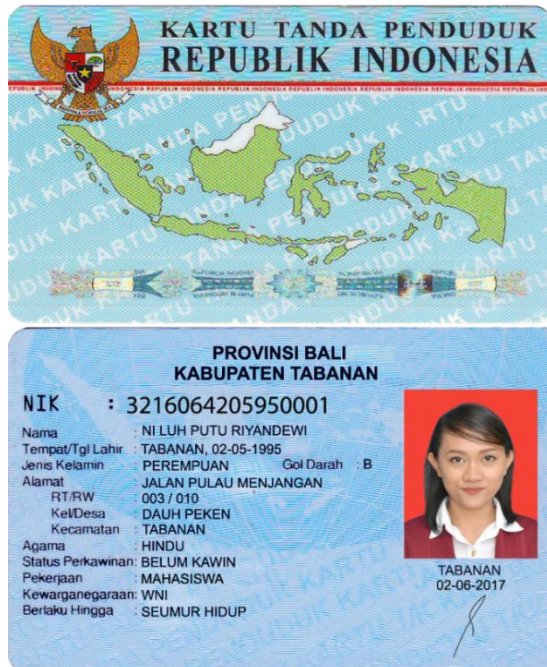 KARTU TANDA PENDUDUK
REPUBLIK INDONESIA
PROVINSI BALI
KABUPATEN TABANAN
NIK : 3216064205950001
Nama : NI LUH PUTU RIYANDEWI
Tempat/Tgl Lahir : TABANAN, 02-05-1995
Jenis Kelamin : PEREMPUAN Gol Darah : B
Alamat : JALAN PULAU MENJANGAN
RT/RW : 003 / 010
Kel/Desa : DAUH PEKEN
Kecamatan : TABANAN
Agama : HINDU
Status Perkawinan: BELUM KAWIN
Pekerjaan : MAHASISWA
Kewarganegaraan: WNI
Berlaku Hingga : SEUMUR HIDUP
TABANAN
02-06-2017